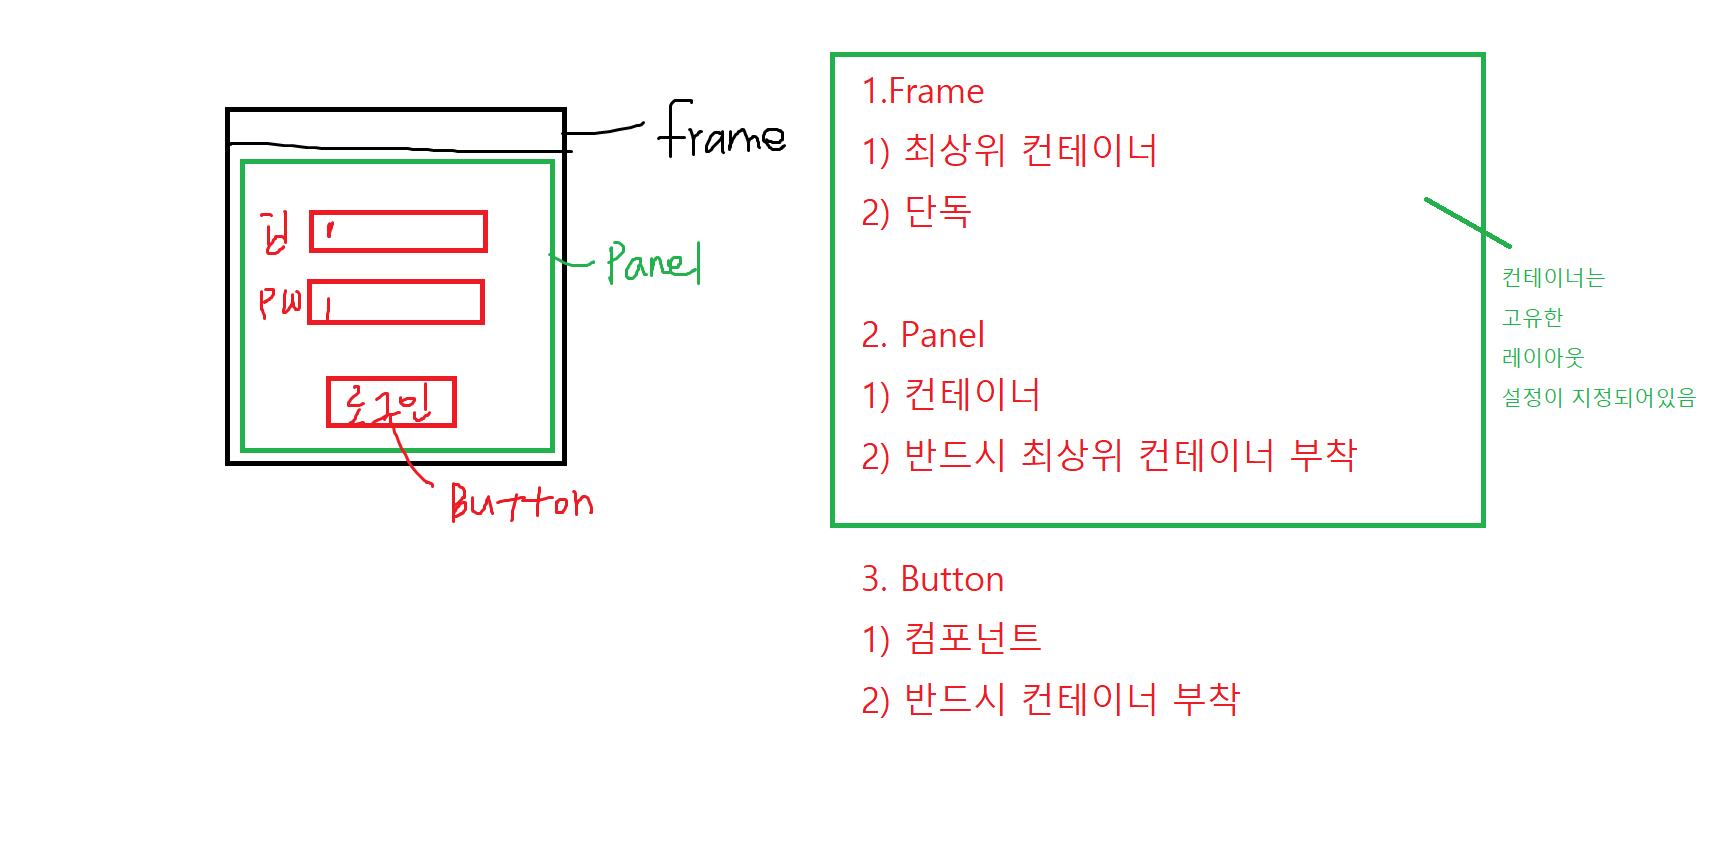 frame
Panel
PW
로그인
Button
1.Frame
1) 최상위 컨테이너
2) 단독
2. Panel
1) 컨테이너
2) 반드시 최상위 컨테이너 부착
3. Button
1) 컴포넌트
2) 반드시 컨테이너 부착
컨테이너는
고유한
레이아웃
설정이 지정되어있음